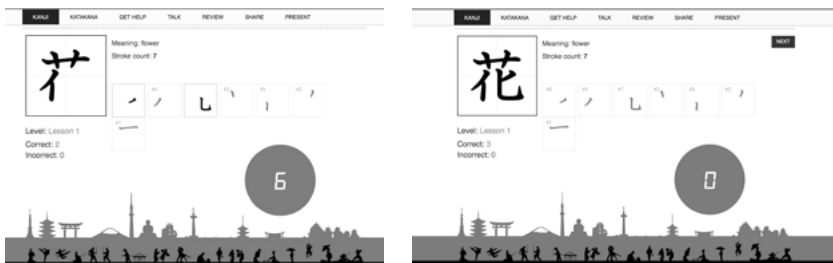 KANJI KATAKANA GET HELP TALK REVIEW SHARE PRESENT
Meaning: flower
Stroke count: 7
Level: Lesson 1
Correct: 2
Incorrect: 0
6
KANJI KATAKANA GET HELP TALK REVIEW SHARE PRESENT
花
Meaning: flower
Stroke count: 7
NEXT
Level: Lesson 1
Correct: 3
Incorrect: 0
0